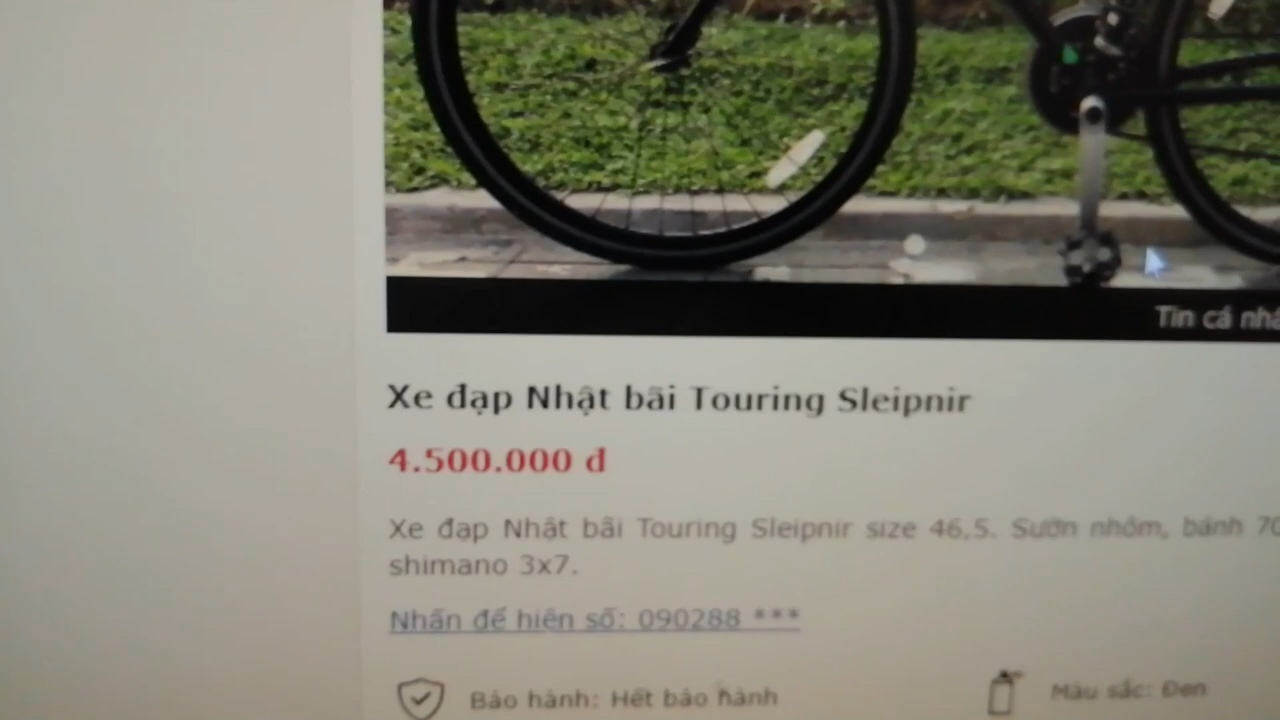 Tin cá nhâ
Xe đạp Nhật bãi Touring Sleipnir
4.500.000 đ
Xe đạp Nhật bãi Touring Sleipnir size 46,5. Sườn nhôm, bánh 70
shimano 3x7.
Nhấn để hiện số: 090288 ***
Bảo hành: Hết bảo hành
Màu sắc: Đen